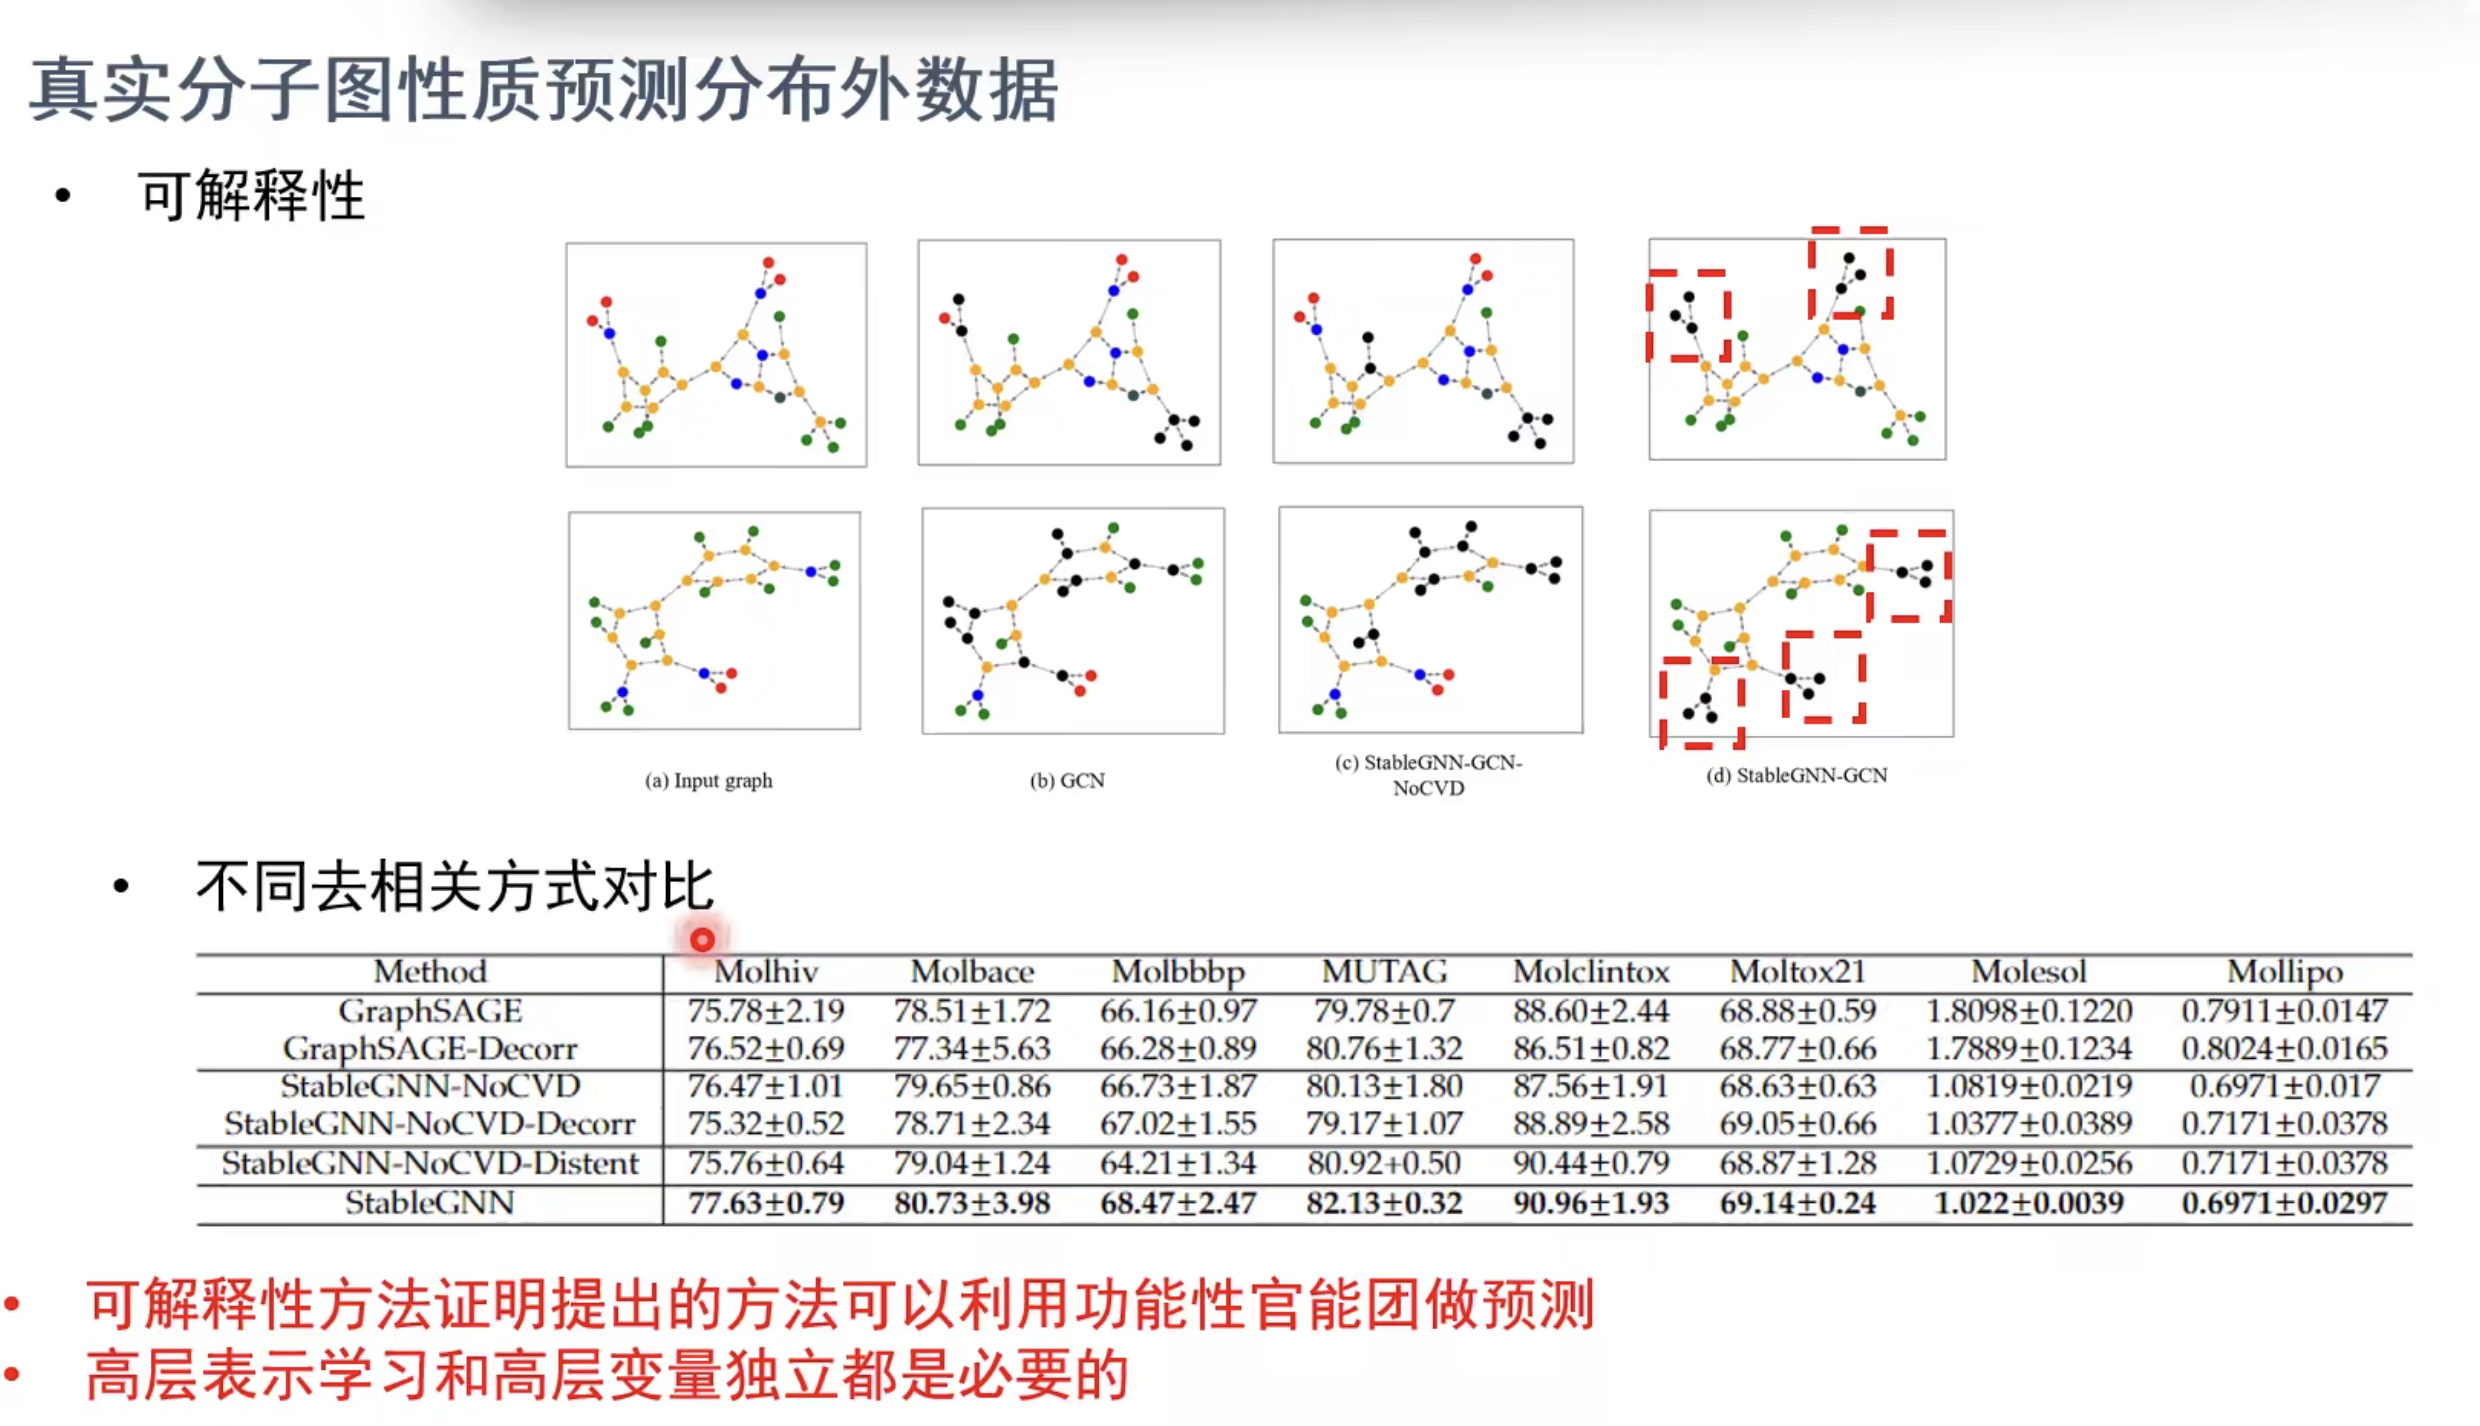 真实分子图性质预测分布外数据
• 可解释性
(a) Input graph
(b) GCN
(c) StableGNN-GCN-
NoCVD
(d) StableGNN-GCN
• 不同去相关方式对比
Method Molhiv Molbace Molbbbp MUTAG Molclintox Moltox21 Molesol Mollipo
GraphSAGE 75.78±2.19 78.51±1.72 66.16±0.97 79.78±0.7 88.60±2.44 68.88±0.59 1.8098±0.1220 0.7911±0.0147
GraphSAGE-Decorr 76.52±0.69 77.34±5.63 66.28±0.89 80.76±1.32 86.51±0.82 68.77±0.66 1.7889±0.1234 0.8024±0.0165
StableGNN-NoCVD 76.47±1.01 79.65±0.86 66.73±1.87 80.13±1.80 87.56±1.91 68.63±0.63 1.0819±0.0219 0.6971±0.017
StableGNN-NoCVD-Decorr 75.32±0.52 78.71±2.34 67.02±1.55 79.17±1.07 88.89±2.58 69.05±0.66 1.0377±0.0389 0.7171±0.0378
StableGNN-NoCVD-Distent 75.76±0.64 79.04±1.24 64.21±1.34 80.92+0.50 90.44±0.79 68.87±1.28 1.0729±0.0256 0.7171±0.0378
StableGNN 77.63±0.79 80.73±3.98 68.47±2.47 82.13±0.32 90.96±1.93 69.14±0.24 1.022±0.0039 0.6971±0.0297
• 可解释性方法证明提出的方法可以利用功能性官能团做预测
• 高层表示学习和高层变量独立都是必要的